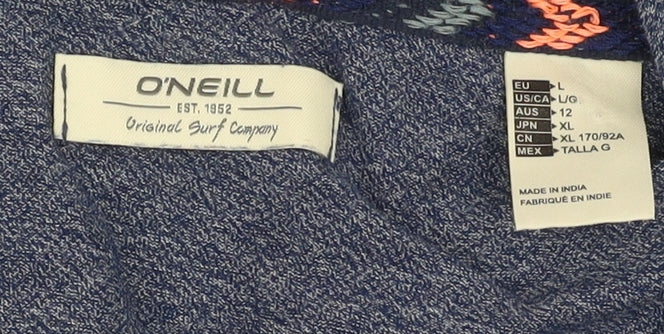 O'NEILL
EST. 1952
Original Surf Company
EU L
US/CA L/G
AUS 12
JPN XL
CN XL 170/92A
MEX TALLA G
MADE IN INDIA
FABRIQUÉ EN INDIE